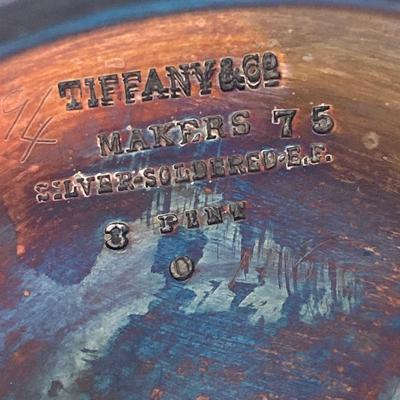 TIFFANY & Co
MAKERS 75
SILVER-SOLDERED-E.F.
3 PINT
O